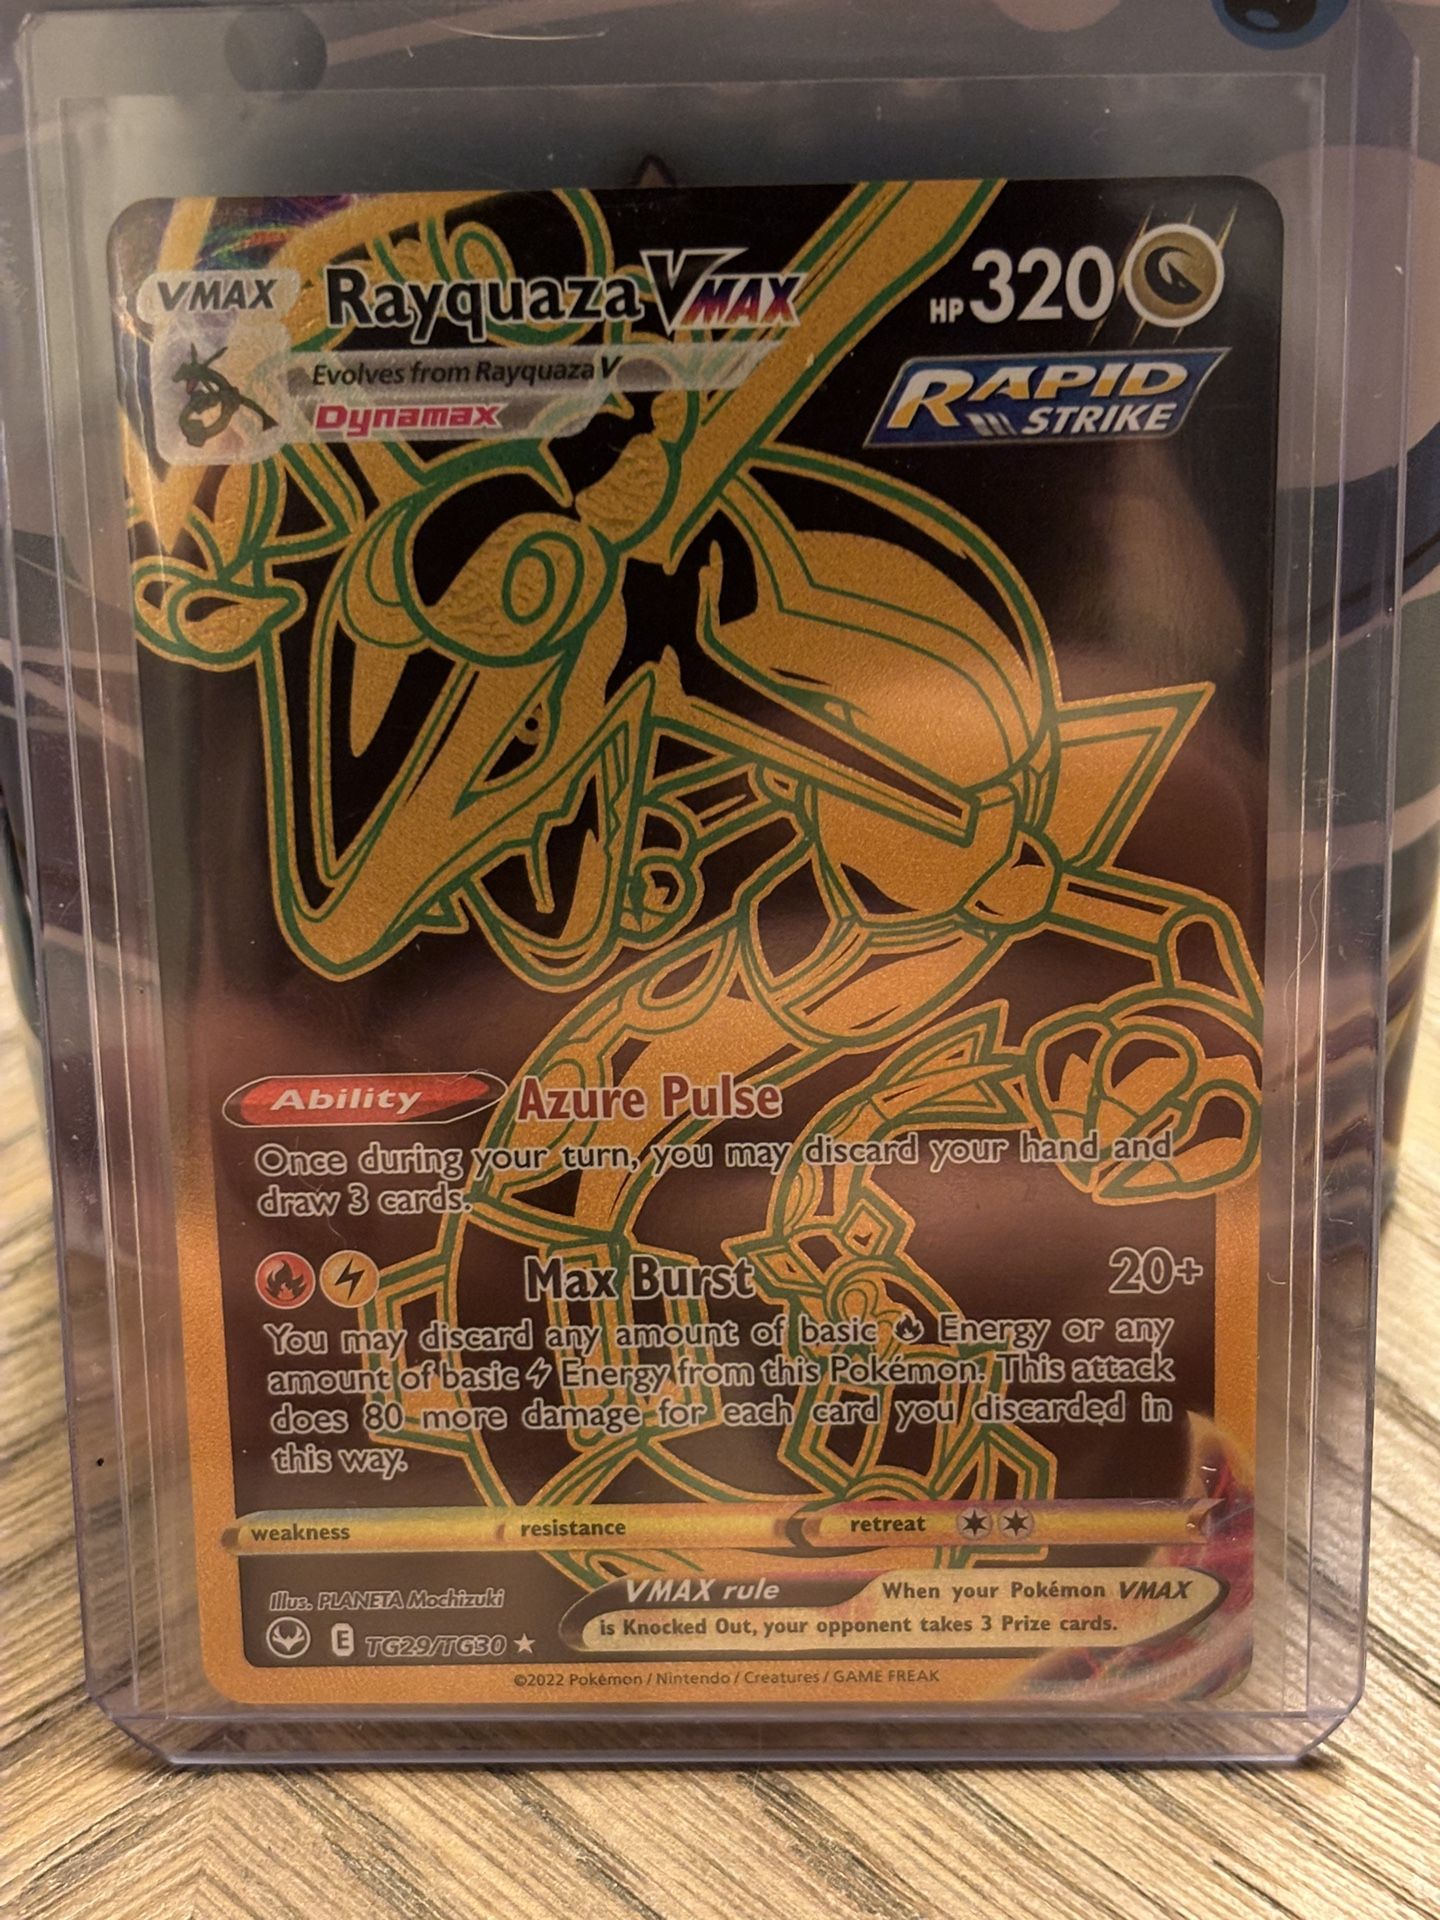 VMAX
Rayquaza VMAX
HP 320
Evolves from Rayquaza V
Dynamax
RAPID
STRIKE
Ability Azure Pulse
Once during your turn, you may discard your hand and
draw 3 cards.
Max Burst 20+
You may discard any amount of basic Energy or any
amount of basic Energy from this Pokémon. This attack
does 80 more damage for each card you discarded in
this way.
weakness resistance retreat
Illus. PLANETA Mochizuki
VMAX rule When your Pokémon VMAX
is Knocked Out, your opponent takes 3 Prize cards.
E TG29/TG30
©2022 Pokémon / Nintendo / Creatures / GAME FREAK